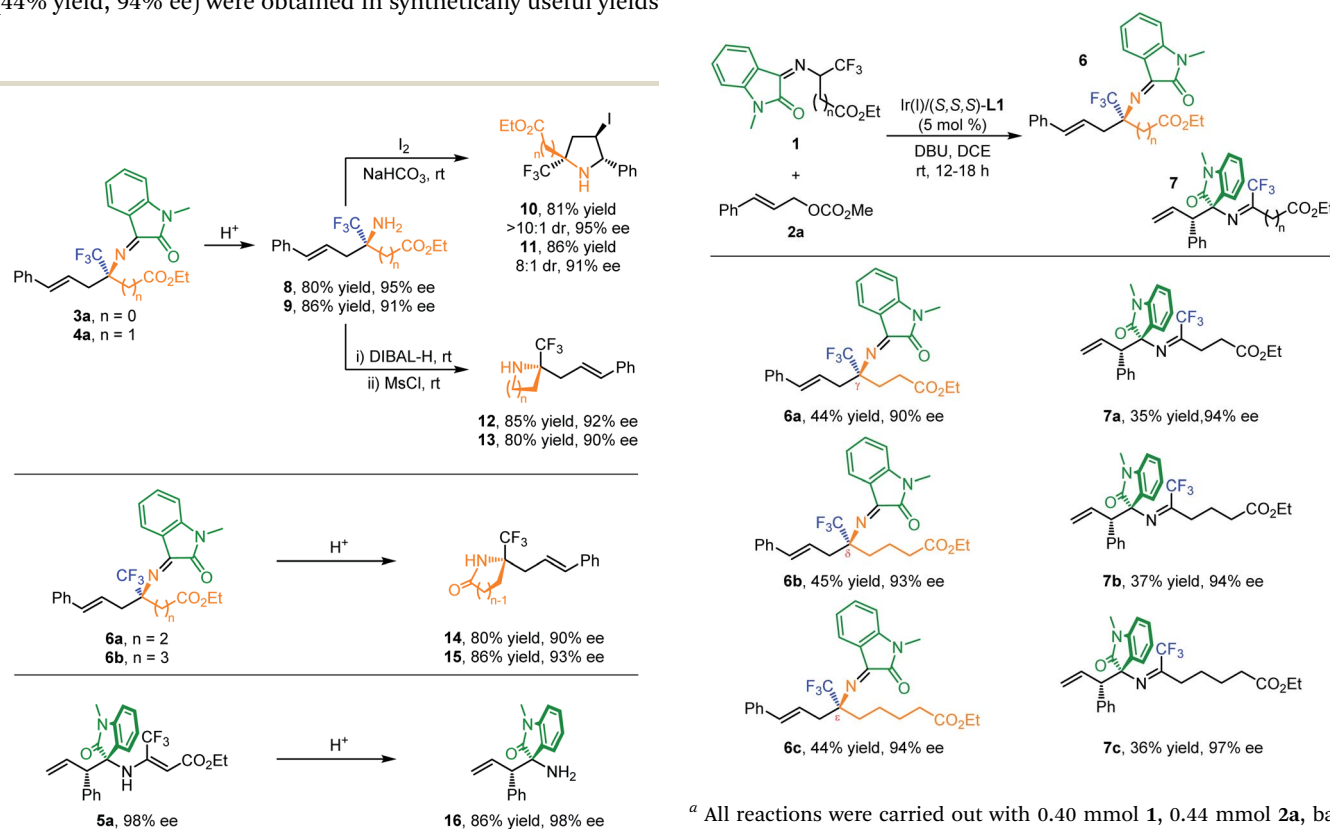 (44% yield, 94% ee) were obtained in synthetically useful yields
EtO₂C
I
n
F₃C
N
H
Ph
I₂
NaHCO₃, rt
10, 81% yield
>10:1 dr, 95% ee
11, 86% yield
8:1 dr, 91% ee
N
O
F₃C
N
Ph
CO₂Et
n
3a, n = 0
4a, n = 1
H⁺
F₃C
NH₂
Ph
CO₂Et
n
8, 80% yield, 95% ee
9, 86% yield, 91% ee
i) DIBAL-H, rt
ii) MsCl, rt
CF₃
HN
Ph
n
12, 85% yield, 92% ee
13, 80% yield, 90% ee
N
O
CF₃
N
Ph
CO₂Et
n
6a, n = 2
6b, n = 3
H⁺
CF₃
HN
Ph
O
n-1
14, 80% yield, 90% ee
15, 86% yield, 93% ee
N
O
CF₃
CO₂Et
N
H
Ph
5a, 98% ee
H⁺
N
O
NH₂
Ph
16, 86% yield, 98% ee
N
CF₃
O
N
n
CO₂Et
1
+
Ph
OCO₂Me
2a
Ir(I)/(S,S,S)-L1
(5 mol %)
DBU, DCE
rt, 12-18 h
6
N
O
F₃C
N
Ph
CO₂Et
n
7
N
O
CF₃
N
CO₂Et
n
Ph
N
O
F₃C
N
Ph
γ
CO₂Et
6a, 44% yield, 90% ee
N
O
CF₃
N
CO₂Et
Ph
7a, 35% yield,94% ee
N
O
F₃C
N
Ph
δ
CO₂Et
6b, 45% yield, 93% ee
N
O
CF₃
N
CO₂Et
Ph
7b, 37% yield, 94% ee
N
O
F₃C
N
Ph
ε
CO₂Et
6c, 44% yield, 94% ee
N
O
CF₃
N
CO₂Et
Ph
7c, 36% yield, 97% ee
ᵃ All reactions were carried out with 0.40 mmol 1, 0.44 mmol 2a, ba